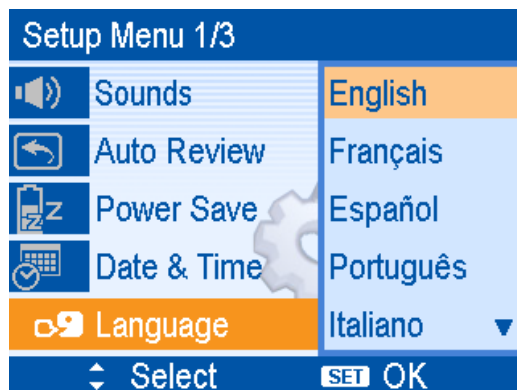 Setup Menu 1/3
Sounds
Auto Review
Power Save
Date & Time
Language
English
Français
Español
Português
Italiano
Select SET OK